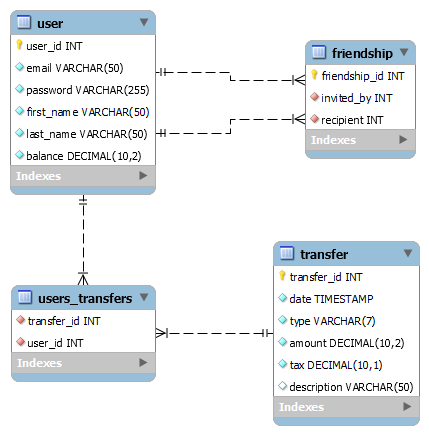 user
user_id INT
email VARCHAR(50)
password VARCHAR(255)
first_name VARCHAR(50)
last_name VARCHAR(50)
balance DECIMAL(10,2)
Indexes
friendship
friendship_id INT
invited_by INT
recipient INT
Indexes
users_transfers
transfer_id INT
user_id INT
Indexes
transfer
transfer_id INT
date TIMESTAMP
type VARCHAR(7)
amount DECIMAL(10,2)
tax DECIMAL(10,1)
description VARCHAR(50)
Indexes